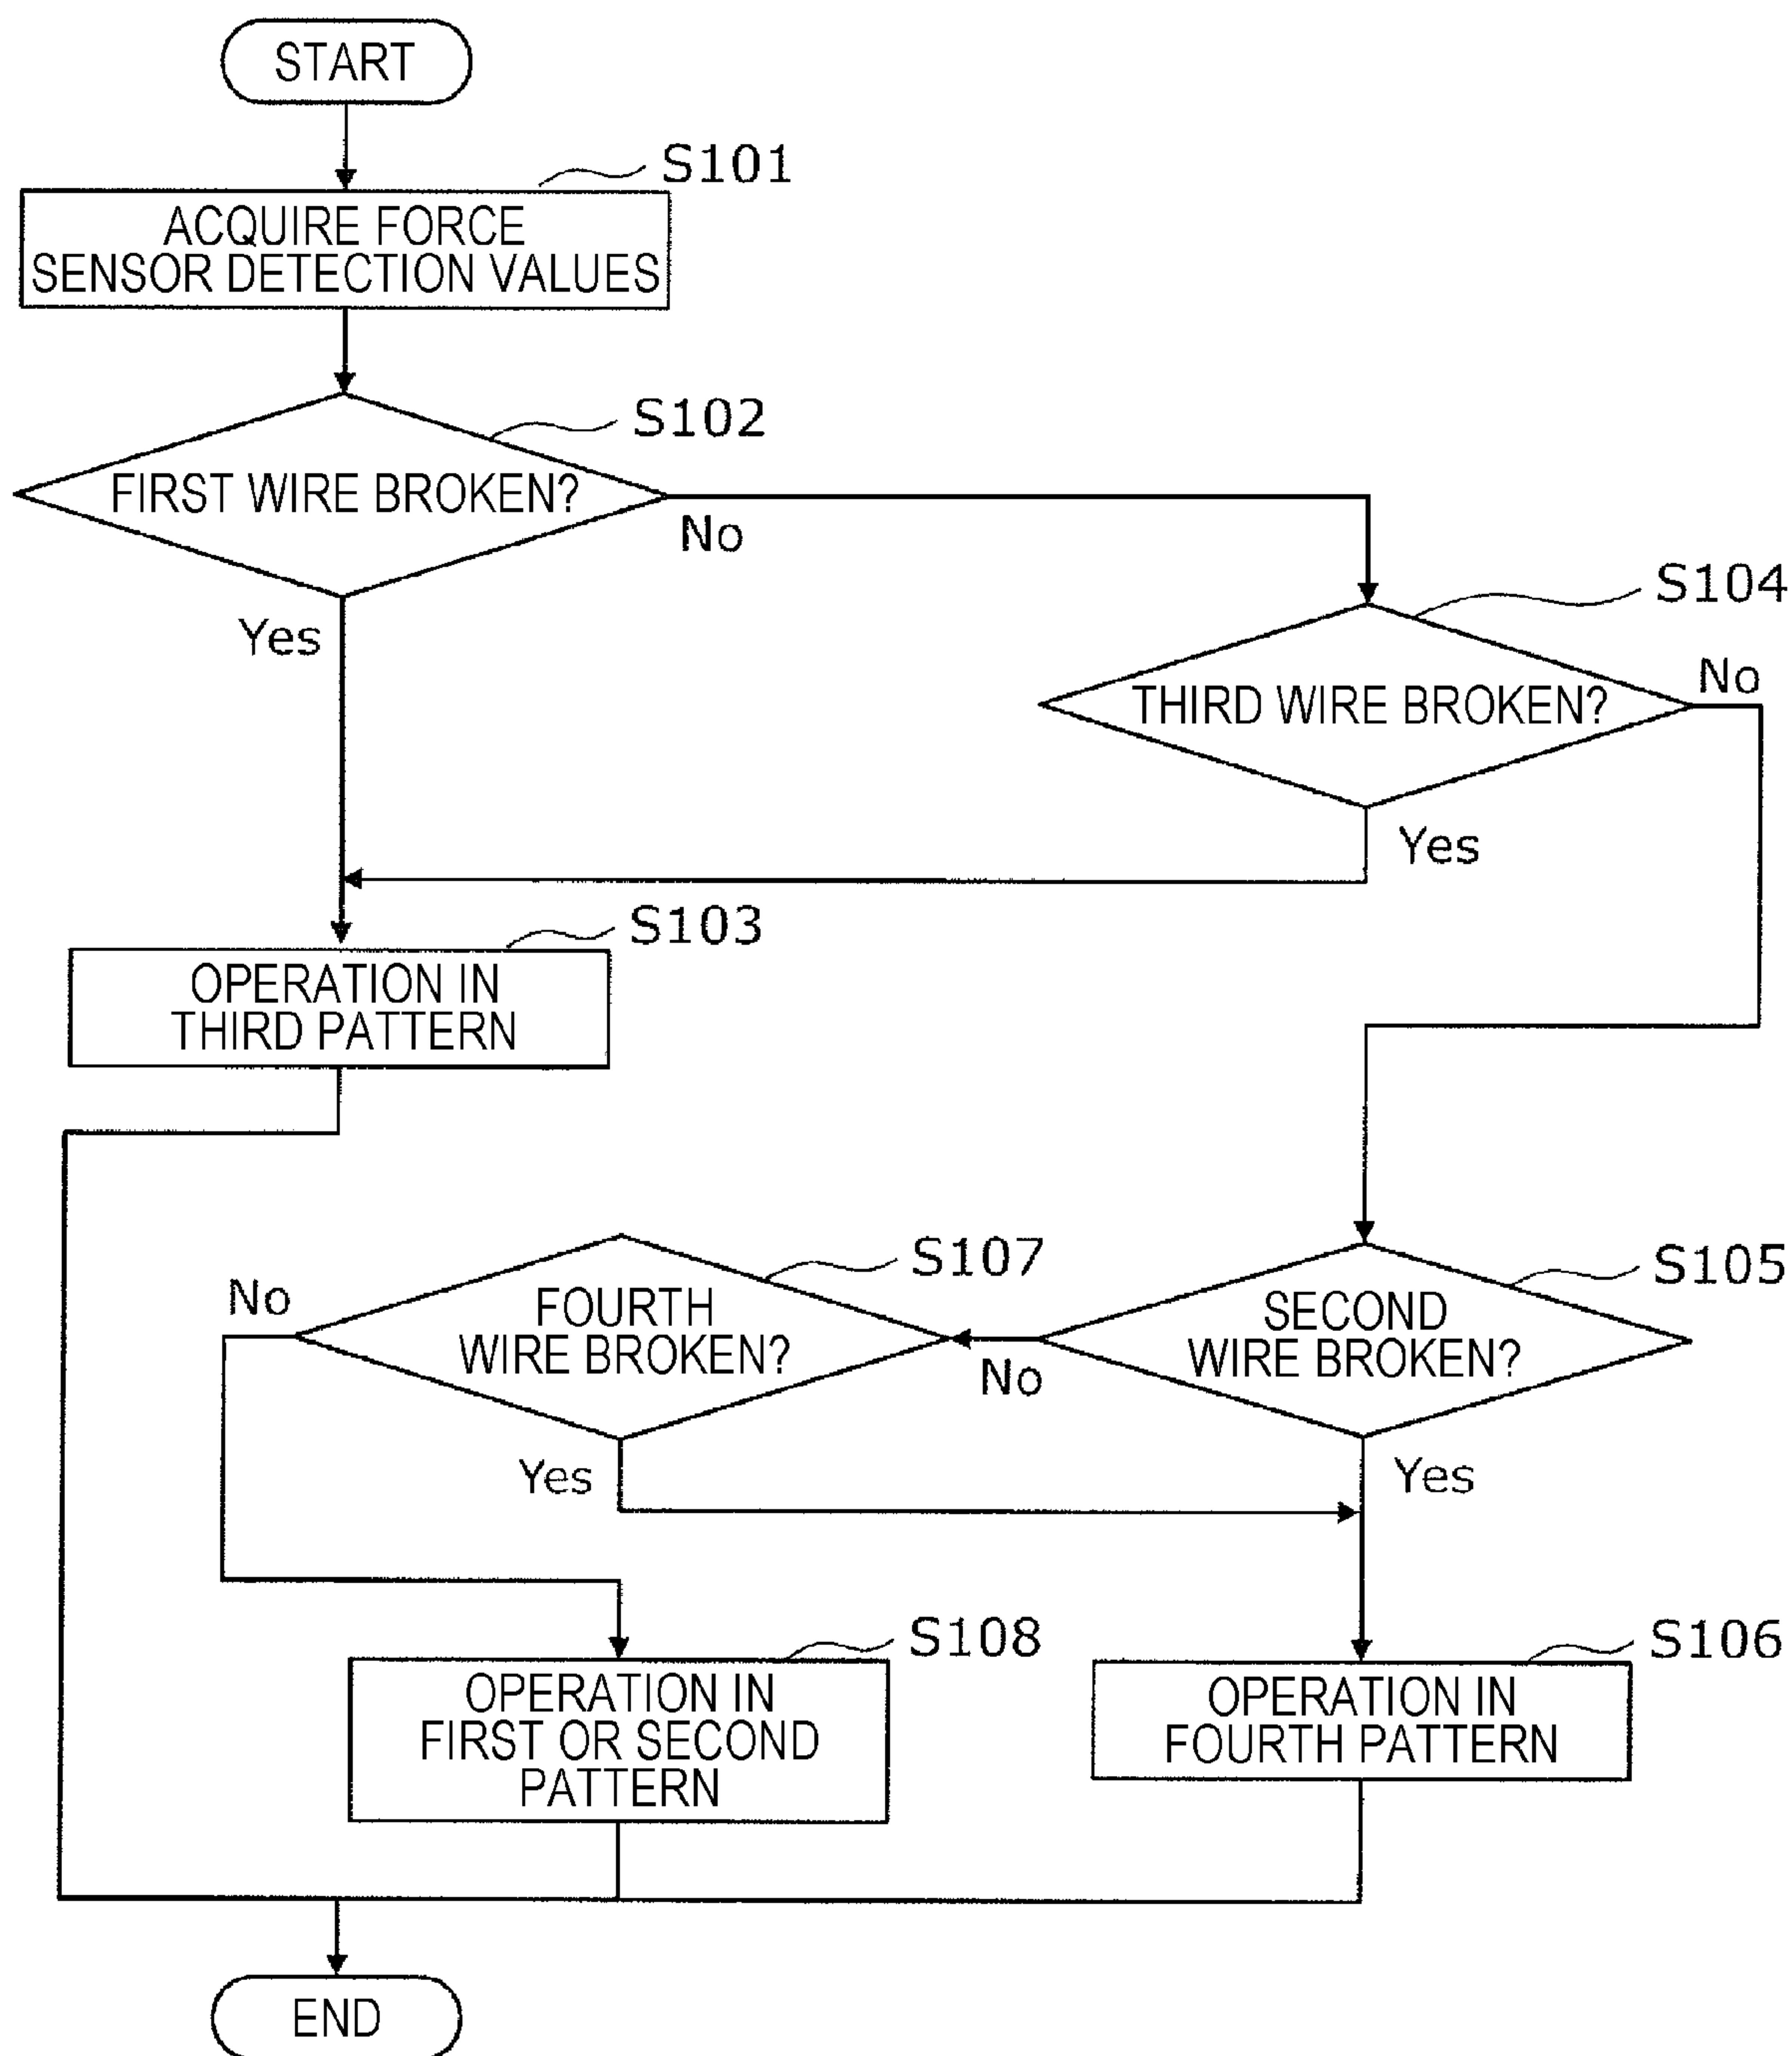 START
S101
ACQUIRE FORCE
SENSOR DETECTION VALUES
S102
FIRST WIRE BROKEN?
No
Yes
S104
THIRD WIRE BROKEN?
No
Yes
S103
OPERATION IN
THIRD PATTERN
S107
FOURTH
WIRE BROKEN?
No
Yes
S105
SECOND
WIRE BROKEN?
No
Yes
S108
OPERATION IN
FIRST OR SECOND
PATTERN
S106
OPERATION IN
FOURTH PATTERN
END